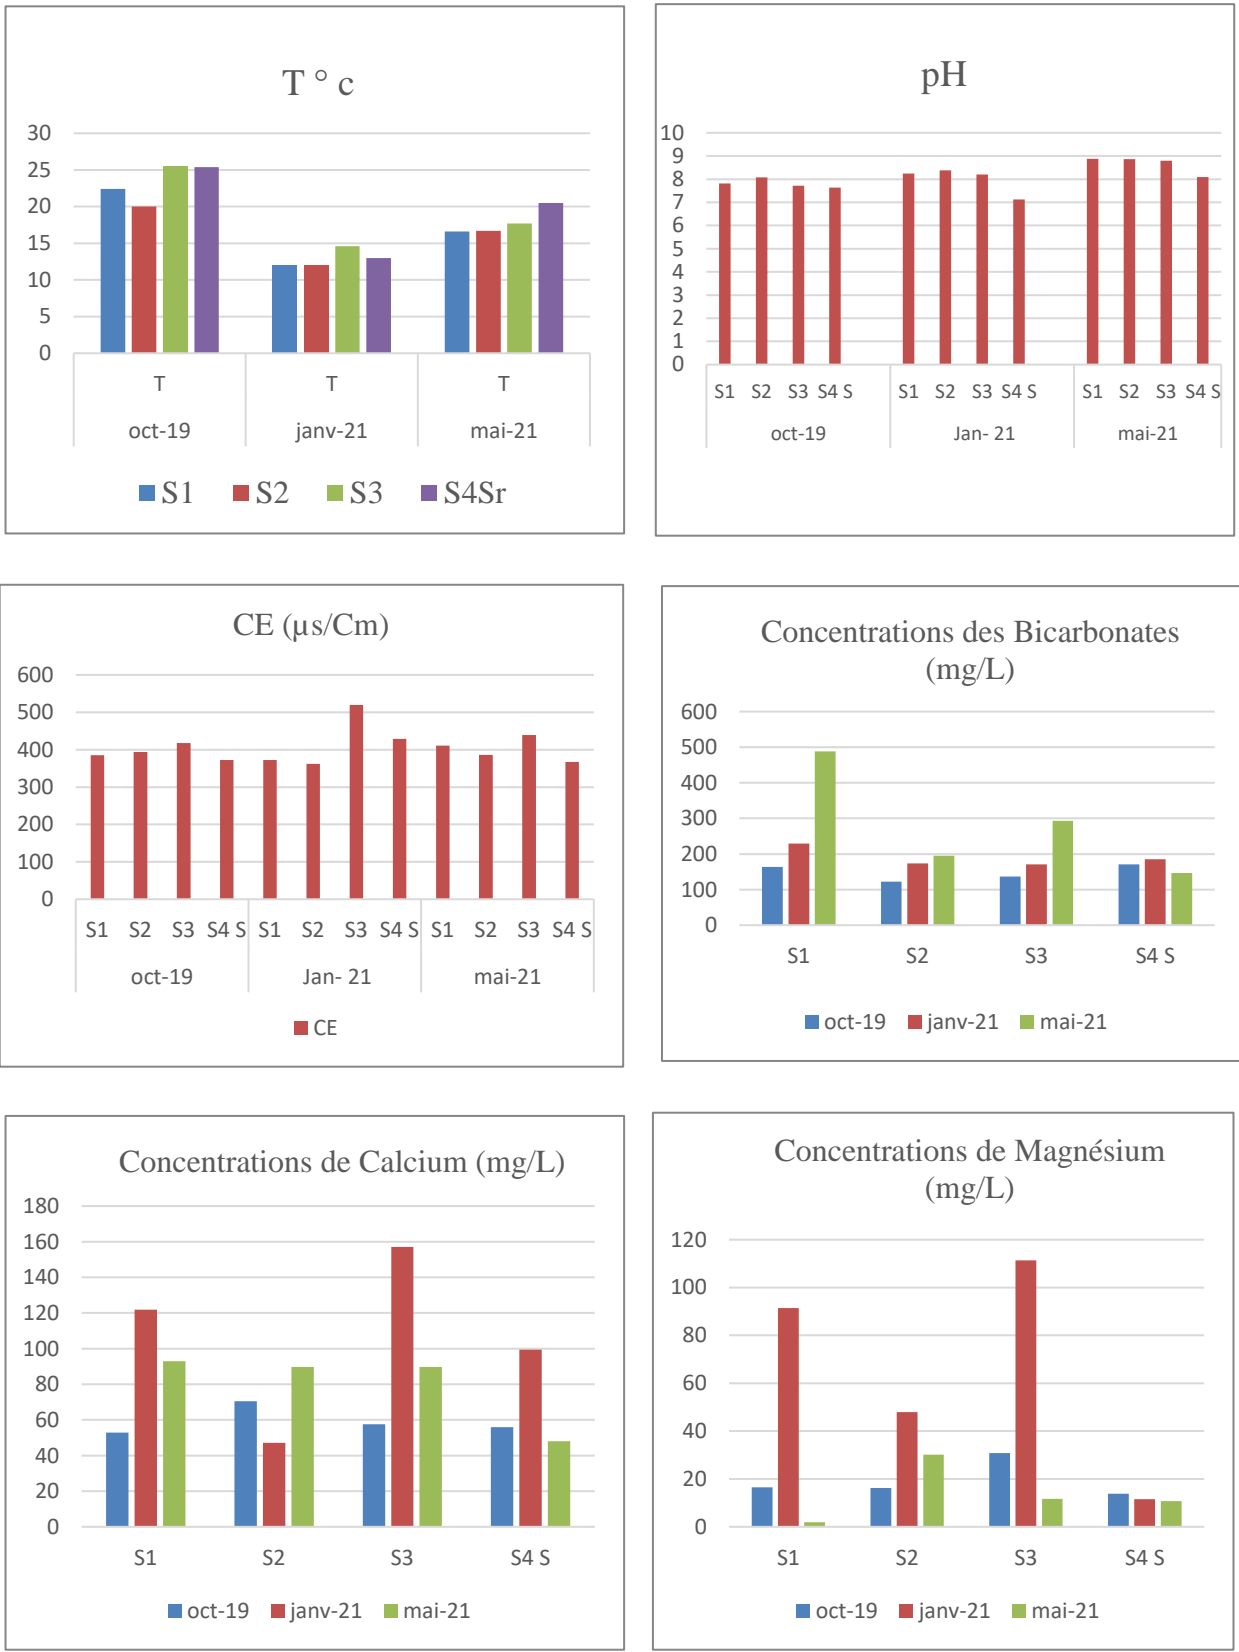 T ° c
30
25
20
15
10
5
0
T T T
oct-19 janv-21 mai-21
S1 S2 S3 S4Sr
pH
10
9
8
7
6
5
4
3
2
1
0
S1 S2 S3 S4 S S1 S2 S3 S4 S S1 S2 S3 S4 S
oct-19 Jan- 21 mai-21
CE (µs/Cm)
600
500
400
300
200
100
0
S1 S2 S3 S4 S S1 S2 S3 S4 S S1 S2 S3 S4 S
oct-19 Jan- 21 mai-21
CE
Concentrations des Bicarbonates
(mg/L)
600
500
400
300
200
100
0
S1 S2 S3 S4 S
oct-19 janv-21 mai-21
Concentrations de Calcium (mg/L)
180
160
140
120
100
80
60
40
20
0
S1 S2 S3 S4 S
oct-19 janv-21 mai-21
Concentrations de Magnésium
(mg/L)
120
100
80
60
40
20
0
S1 S2 S3 S4 S
oct-19 janv-21 mai-21